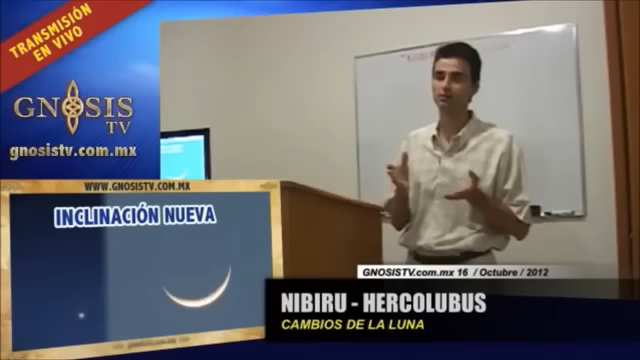 TRANSMISIÓN
EN VIVO
GNOSIS
TV
gnosistv.com.mx
WWW.GNOSISTV.COM.MX
INCLINACIÓN NUEVA
GNOSISTV.com.mx 16 / Octubre / 2012
NIBIRU - HERCOLUBUS
CAMBIOS DE LA LUNA